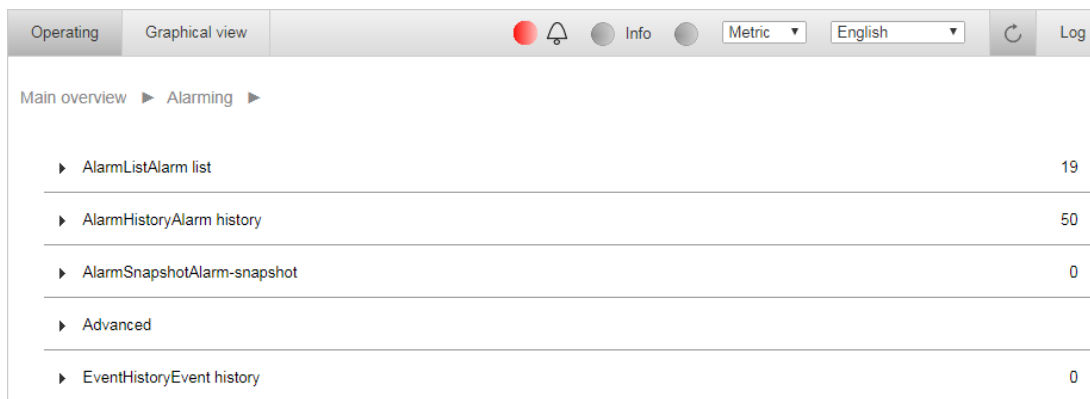 Operating Graphical view Info Metric English Log
Main overview Alarming
AlarmListAlarm list 19
AlarmHistoryAlarm history 50
AlarmSnapshotAlarm-snapshot 0
Advanced
EventHistoryEvent history 0